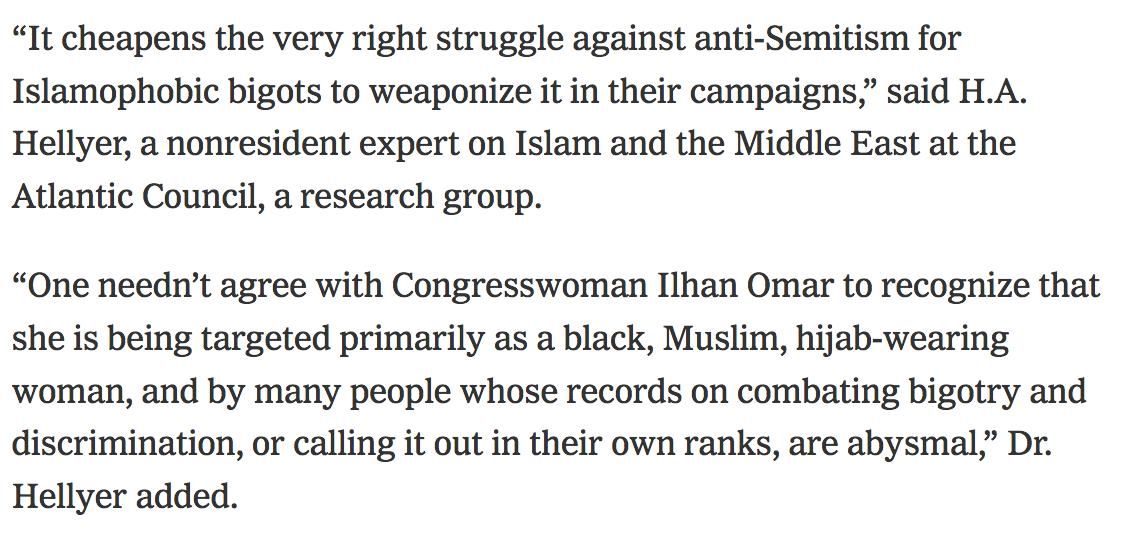 “It cheapens the very right struggle against anti-Semitism for
Islamophobic bigots to weaponize it in their campaigns,” said H.A.
Hellyer, a nonresident expert on Islam and the Middle East at the
Atlantic Council, a research group.
“One needn’t agree with Congresswoman Ilhan Omar to recognize that
she is being targeted primarily as a black, Muslim, hijab-wearing
woman, and by many people whose records on combating bigotry and
discrimination, or calling it out in their own ranks, are abysmal,” Dr.
Hellyer added.